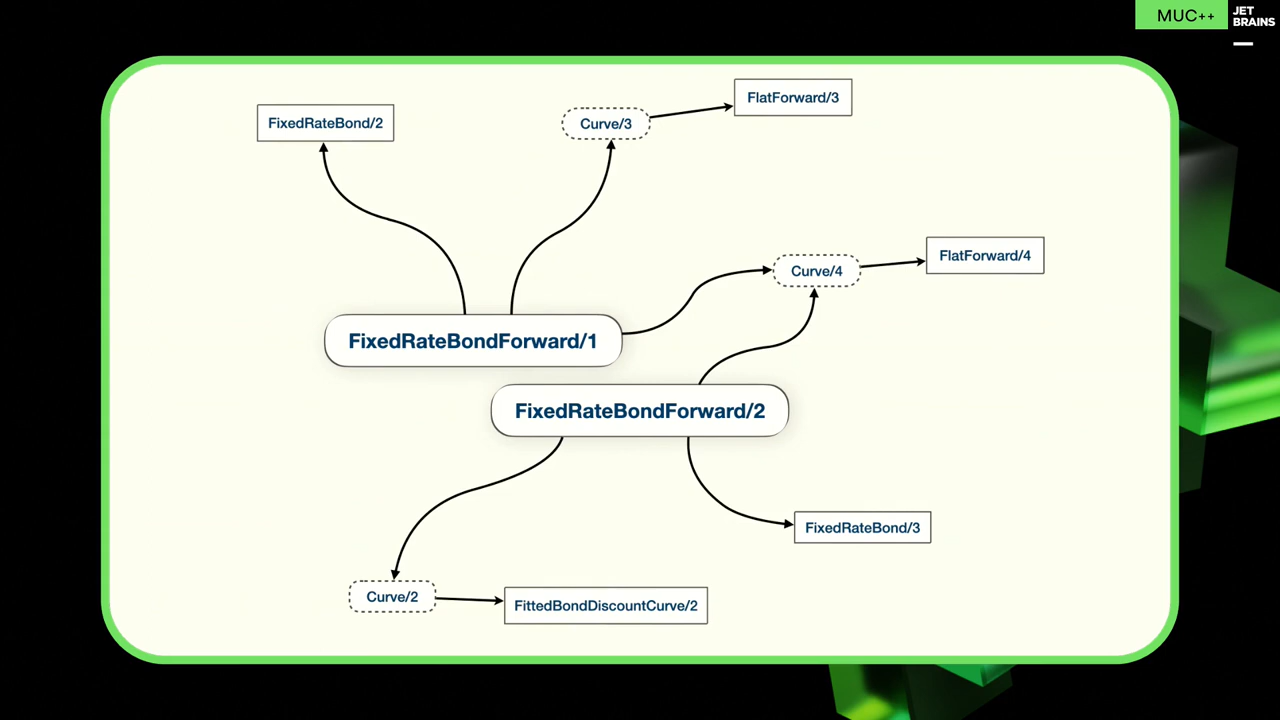 MUC++
JET
BRAINS
FixedRateBond/2
Curve/3
FlatForward/3
Curve/4
FlatForward/4
FixedRateBondForward/1
FixedRateBondForward/2
FixedRateBond/3
Curve/2
FittedBondDiscountCurve/2